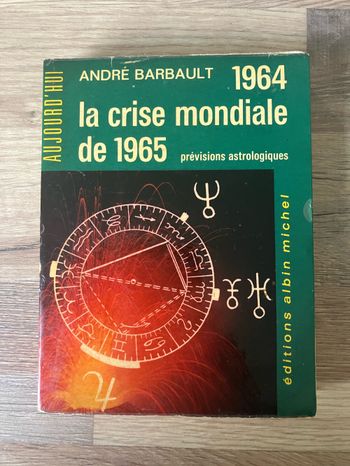 AUJOURD'HUI
ANDRÉ BARBAULT 1964
la crise mondiale
de 1965 prévisions astrologiques
éditions albin michel